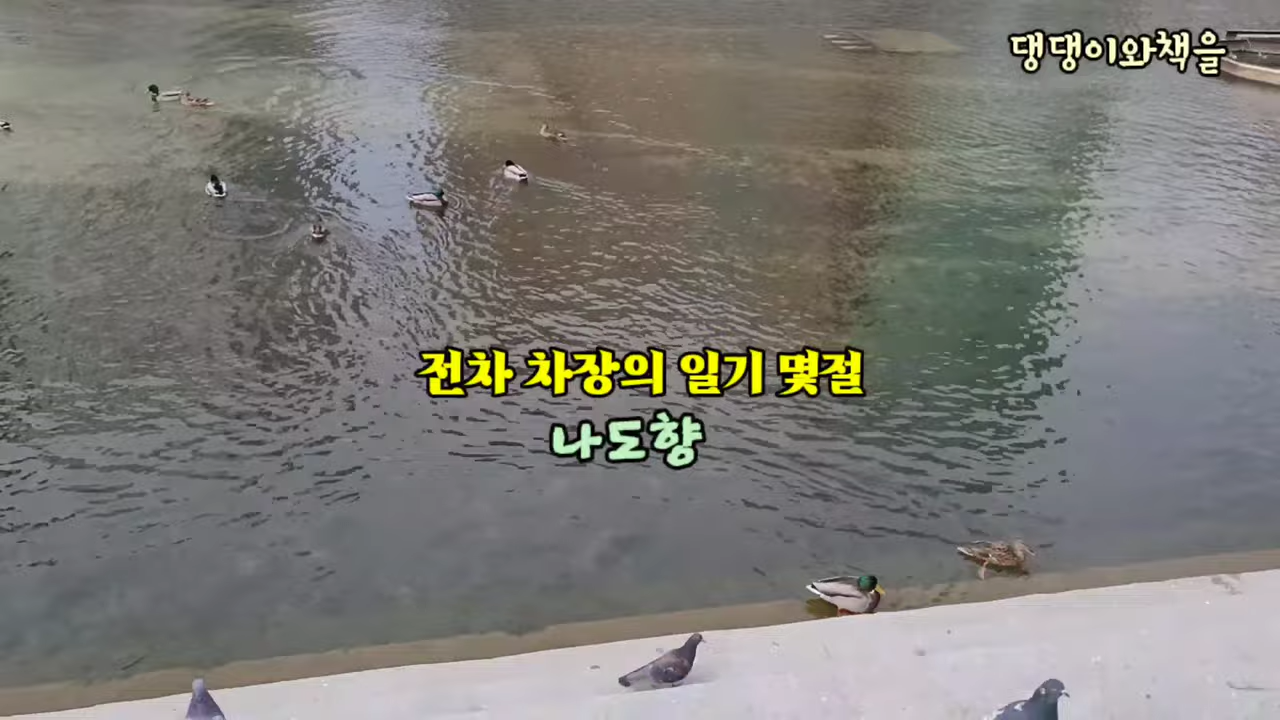 댕댕이와책을
전차 차장의 일기 몇절
나도향